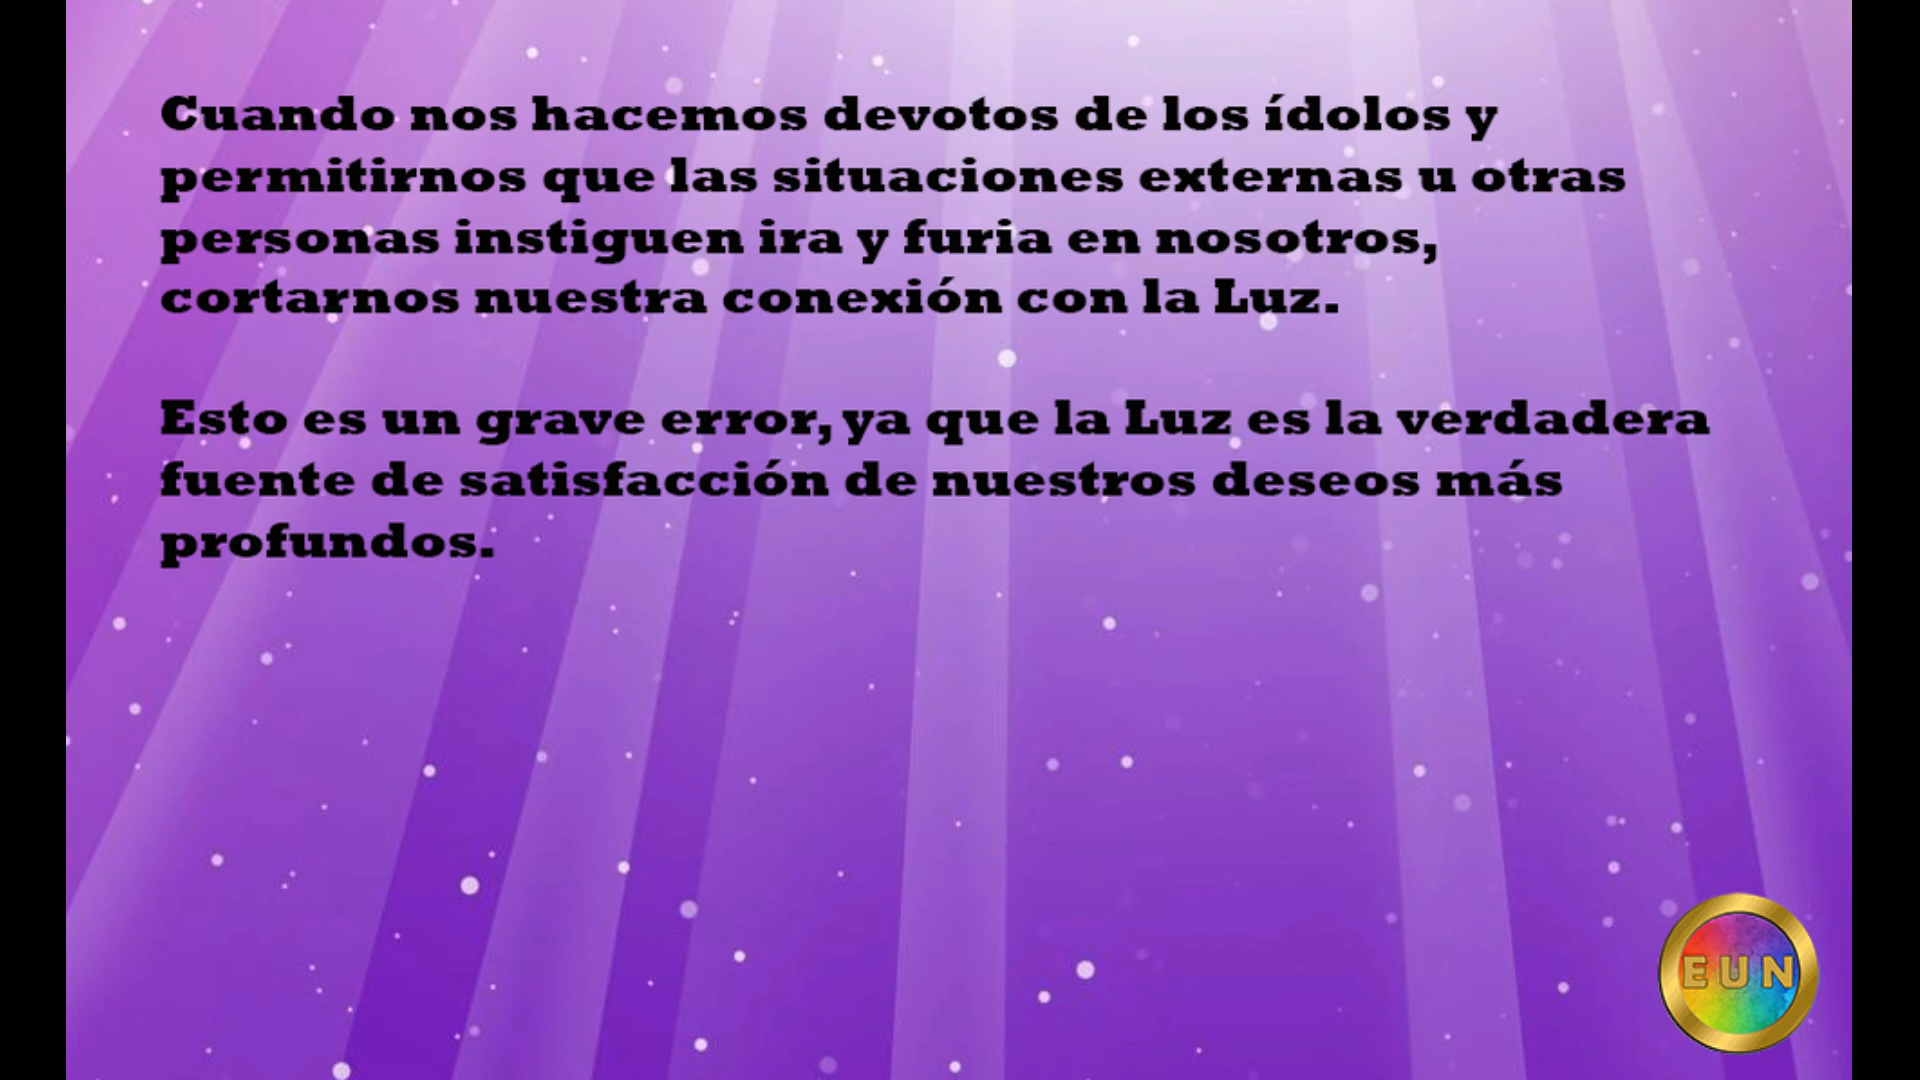 Cuando nos hacemos devotos de los ídolos y
permitirnos que las situaciones externas u otras
personas instiguen ira y furia en nosotros,
cortarnos nuestra conexión con la Luz.
Esto es un grave error, ya que la Luz es la verdadera
fuente de satisfacción de nuestros deseos más
profundos.
EUN